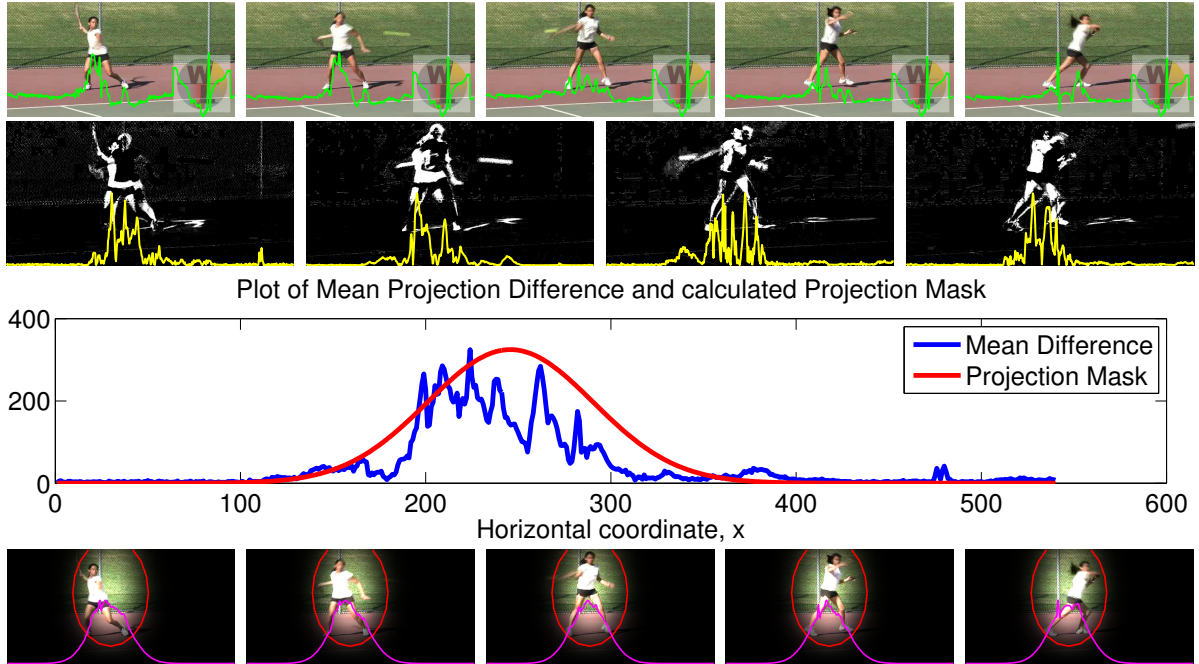 W
W
W
W
Plot of Mean Projection Difference and calculated Projection Mask
400
200
0
Mean Difference
Projection Mask
0 100 200 300 400 500 600
Horizontal coordinate, x